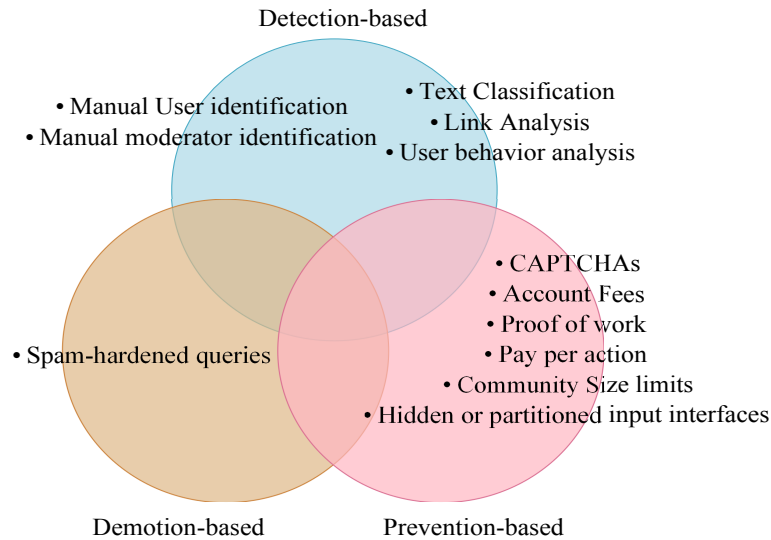 Detection-based
• Manual User identification
• Manual moderator identification
• Text Classification
• Link Analysis
• User behavior analysis
• CAPTCHAs
• Account Fees
• Proof of work
• Pay per action
• Community Size limits
• Hidden or partitioned input interfaces
• Spam-hardened queries
Demotion-based
Prevention-based